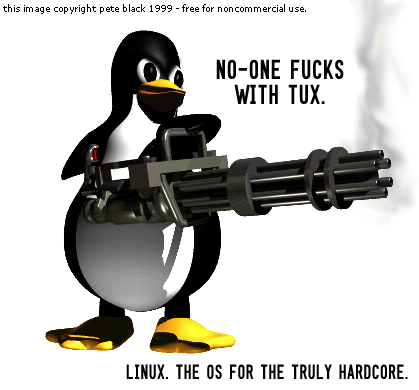 this image copyright pete black 1999 - free for noncommercial use.
NO-ONE FUCKS
WITH TUX.
LINUX. THE OS FOR THE TRULY HARDCORE.